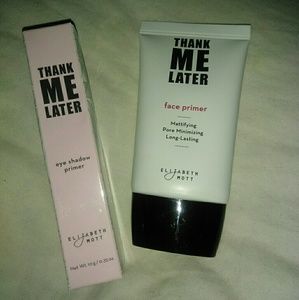 THANK
ME
LATER
eye shadow
primer
ELIZABETH
MOTT
THANK
ME
LATER
face primer
Mattifying
Pore Minimizing
Long-Lasting
ELIZABETH
MOTT